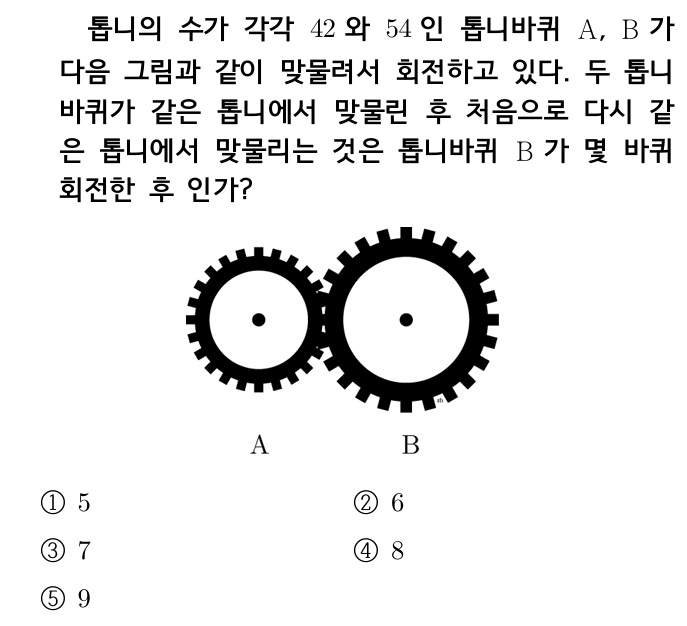 톱니의 수가 각각 42 와 54 인 톱니바퀴 A, B 가
다음 그림과 같이 맞물려서 회전하고 있다. 두 톱니
바퀴가 같은 톱니에서 맞물린 후 처음으로 다시 같
은 톱니에서 맞물리는 것은 톱니바퀴 B 가 몇 바퀴
회전한 후 인가?
A B
① 5 ② 6
③ 7 ④ 8
⑤ 9